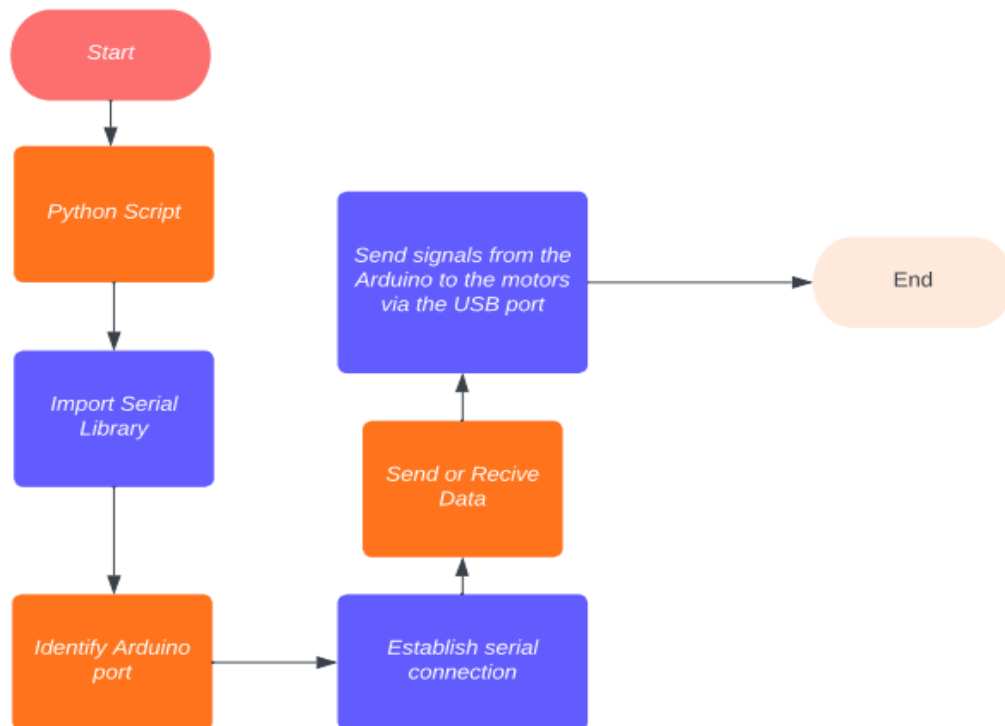 Start
Python Script
Import Serial
Library
Identify Arduino
port
Establish serial
connection
Send or Recive
Data
Send signals from the
Arduino to the motors
via the USB port
End